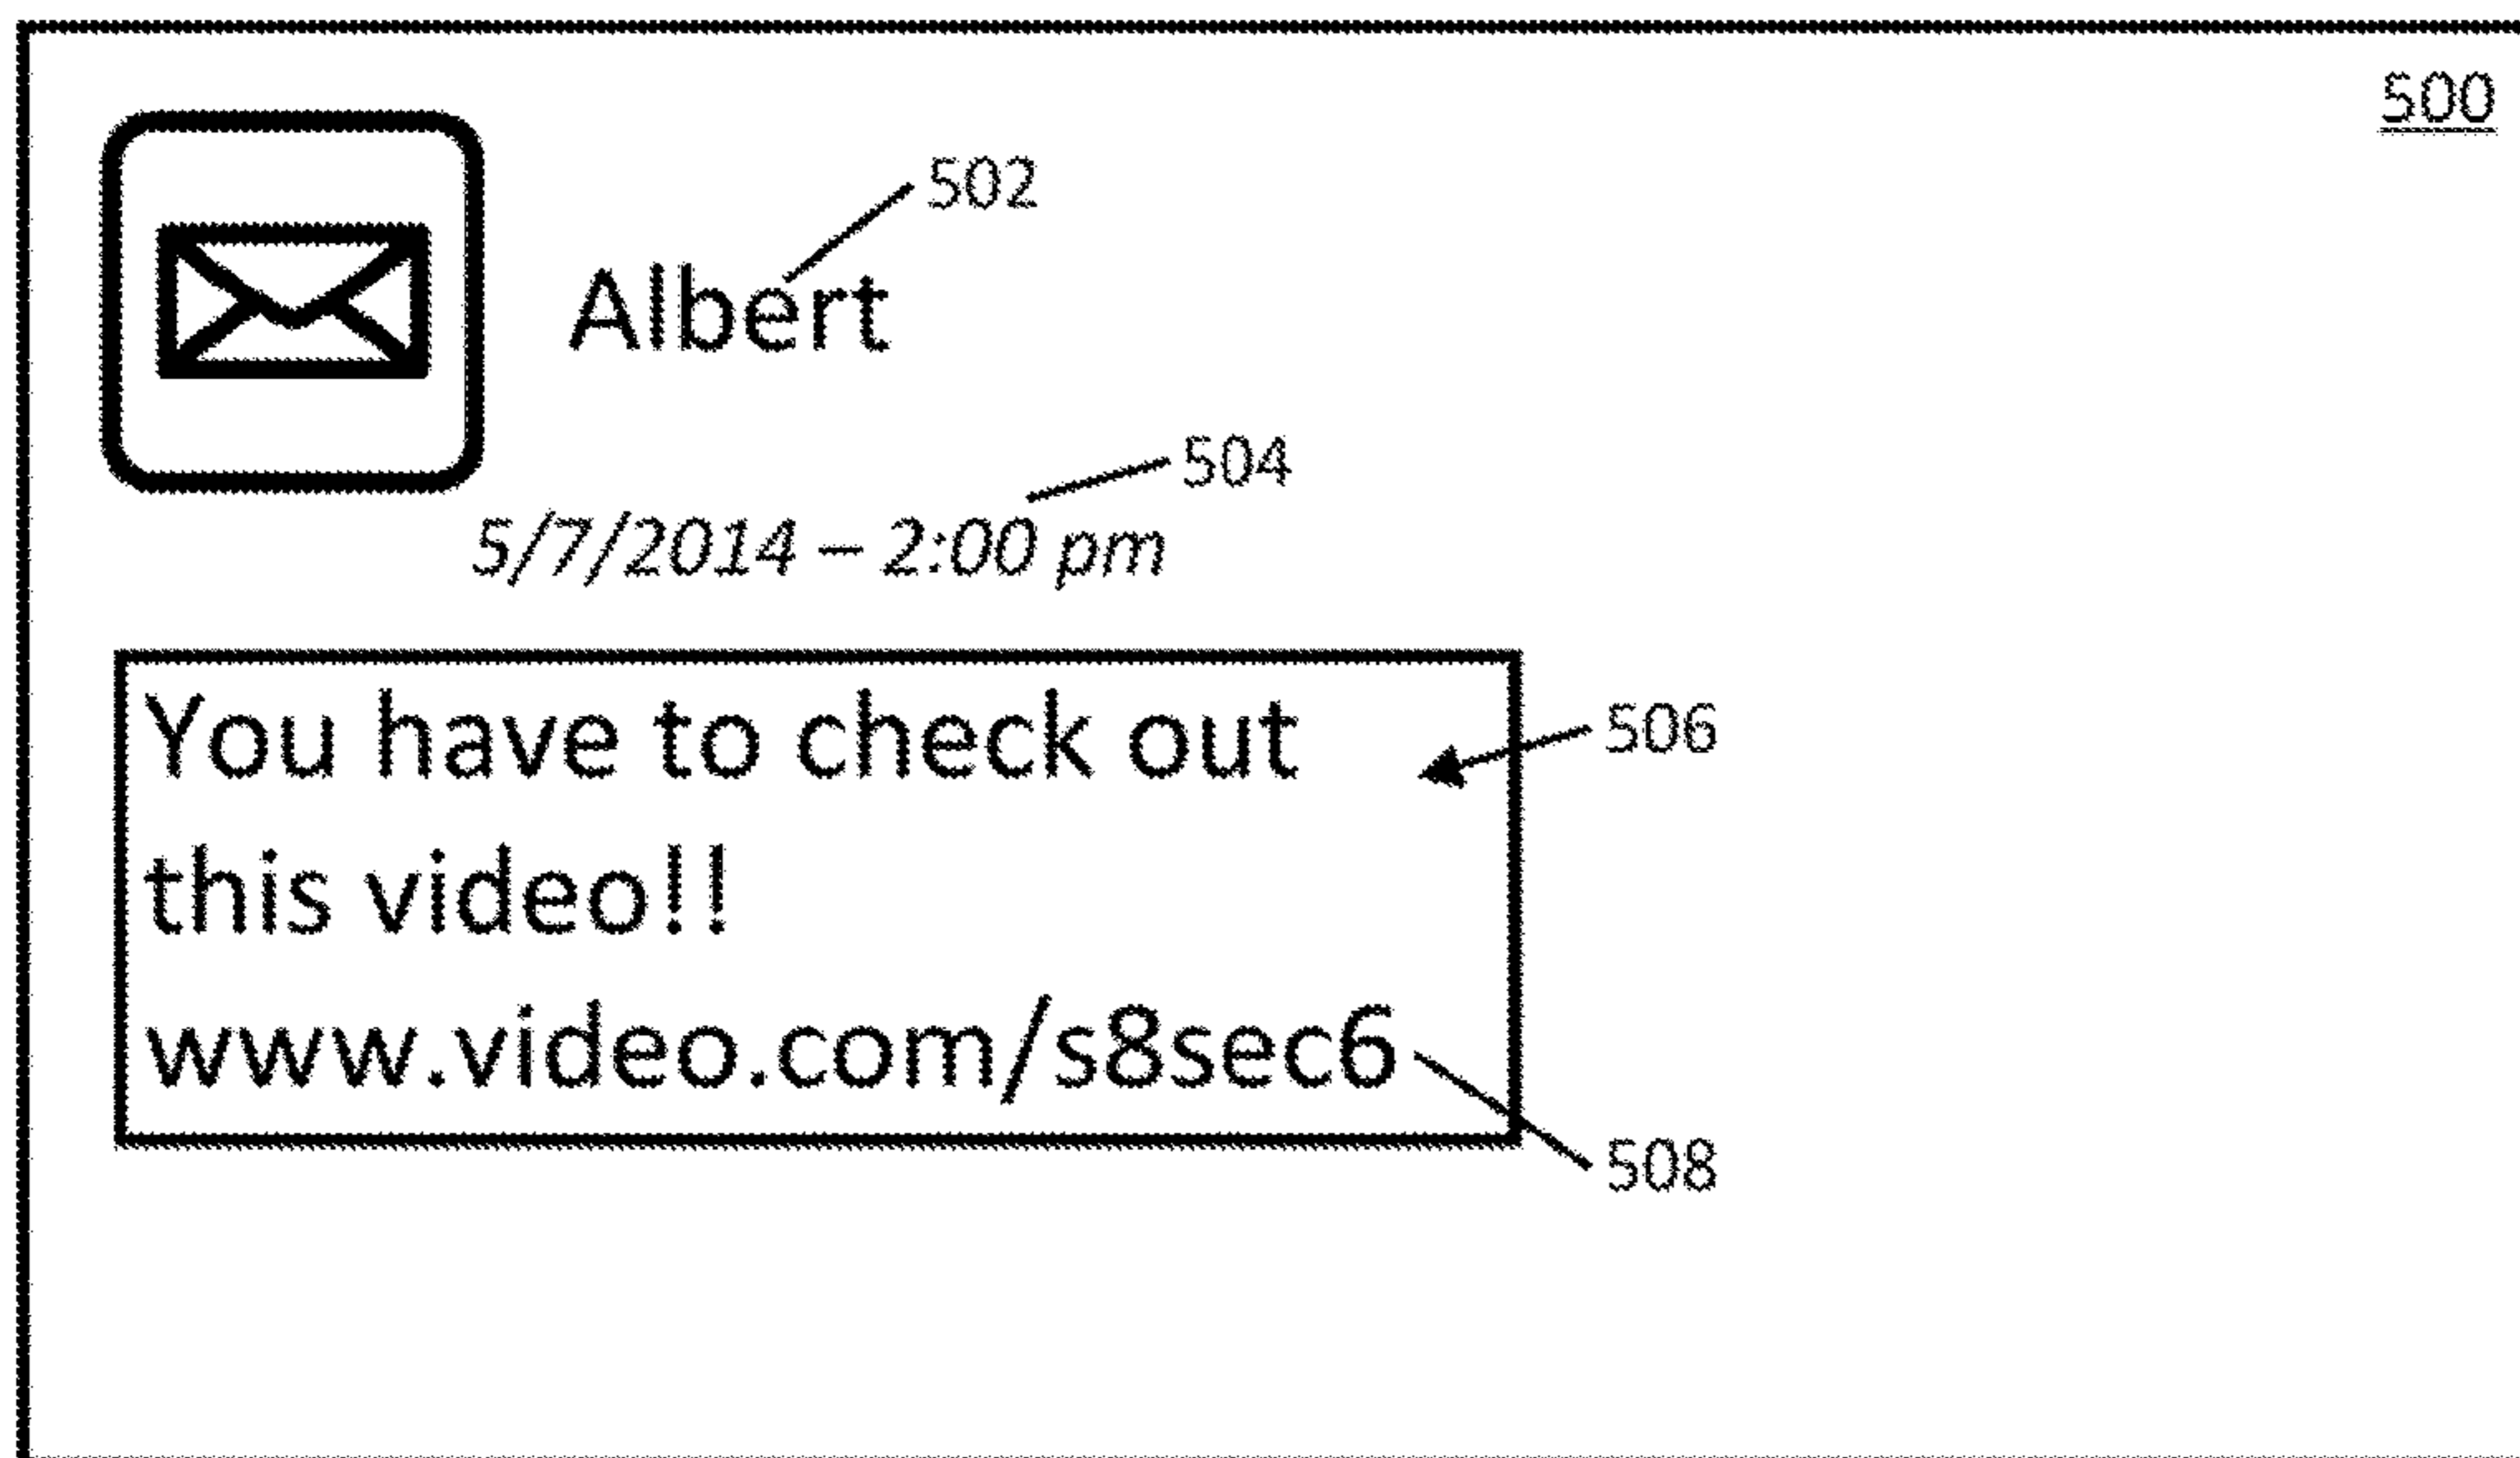 500
502
Albert
504
5/7/2014 – 2:00 pm
You have to check out
506
this video!!
www.video.com/s8sec6
508